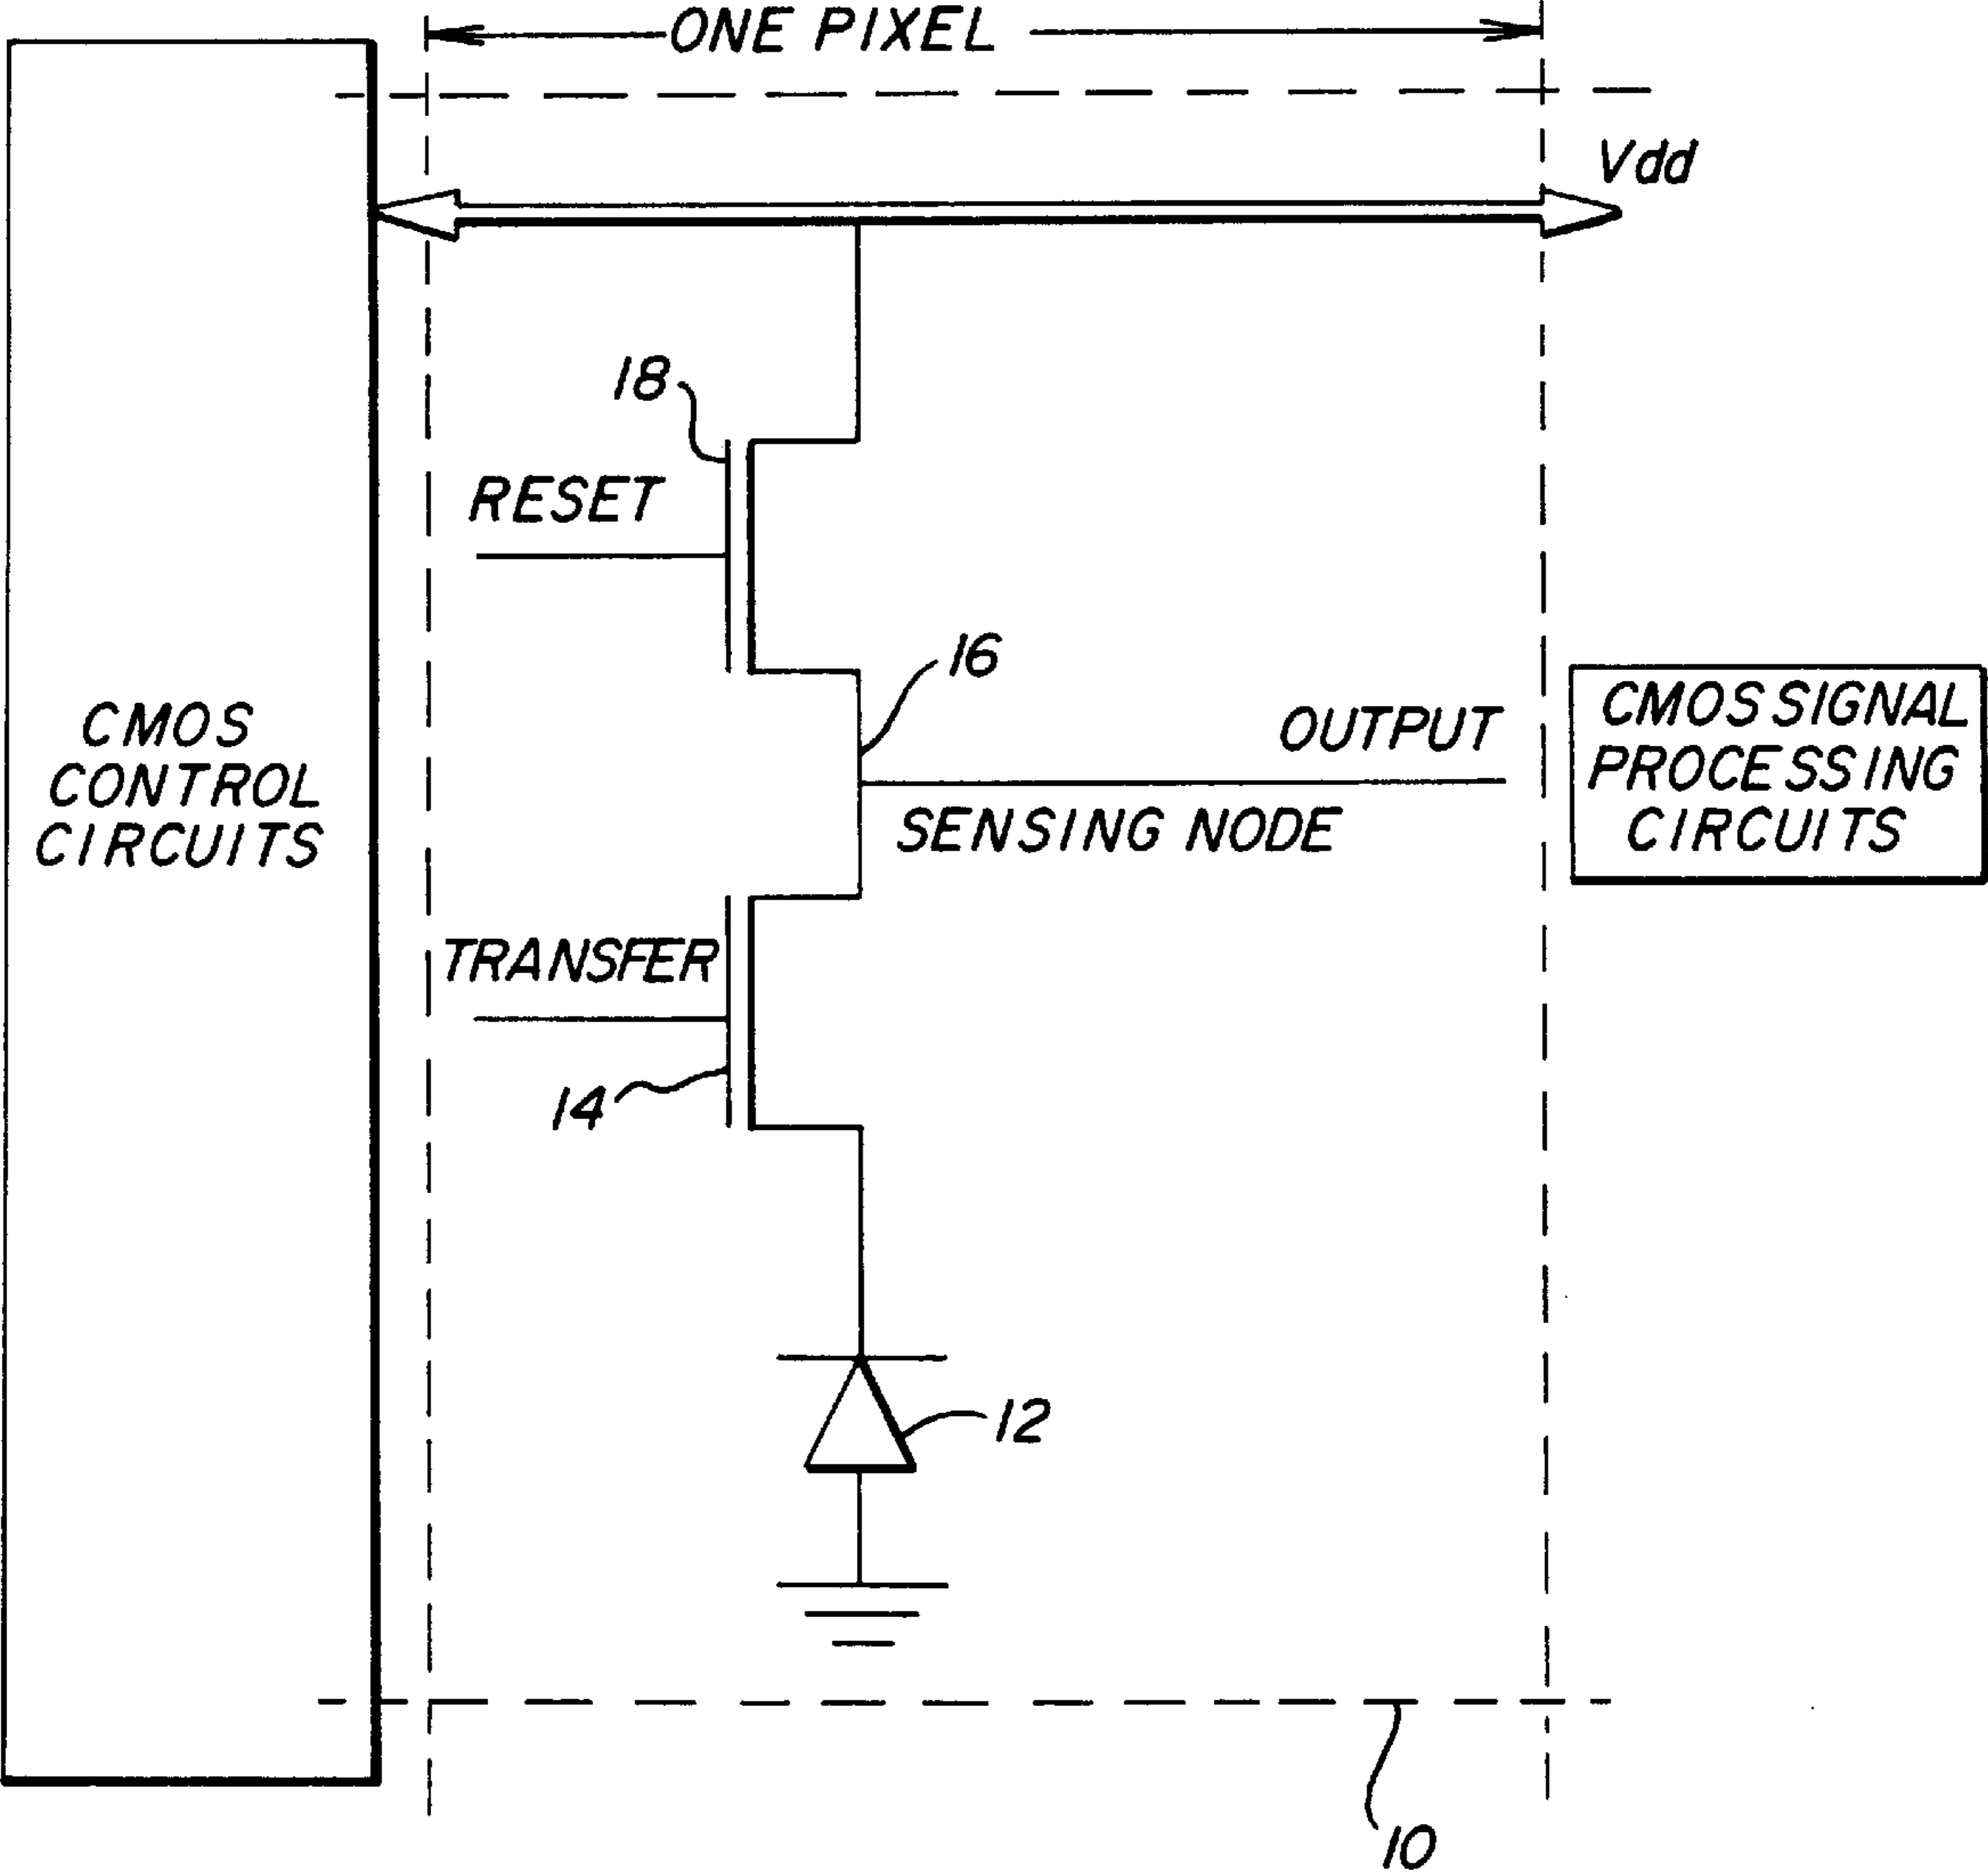 ONE PIXEL
Vdd
18
RESET
16
OUTPUT
SENSING NODE
CMOS
CONTROL
CIRCUITS
CMOS SIGNAL
PROCESSING
CIRCUITS
TRANSFER
14
12
10